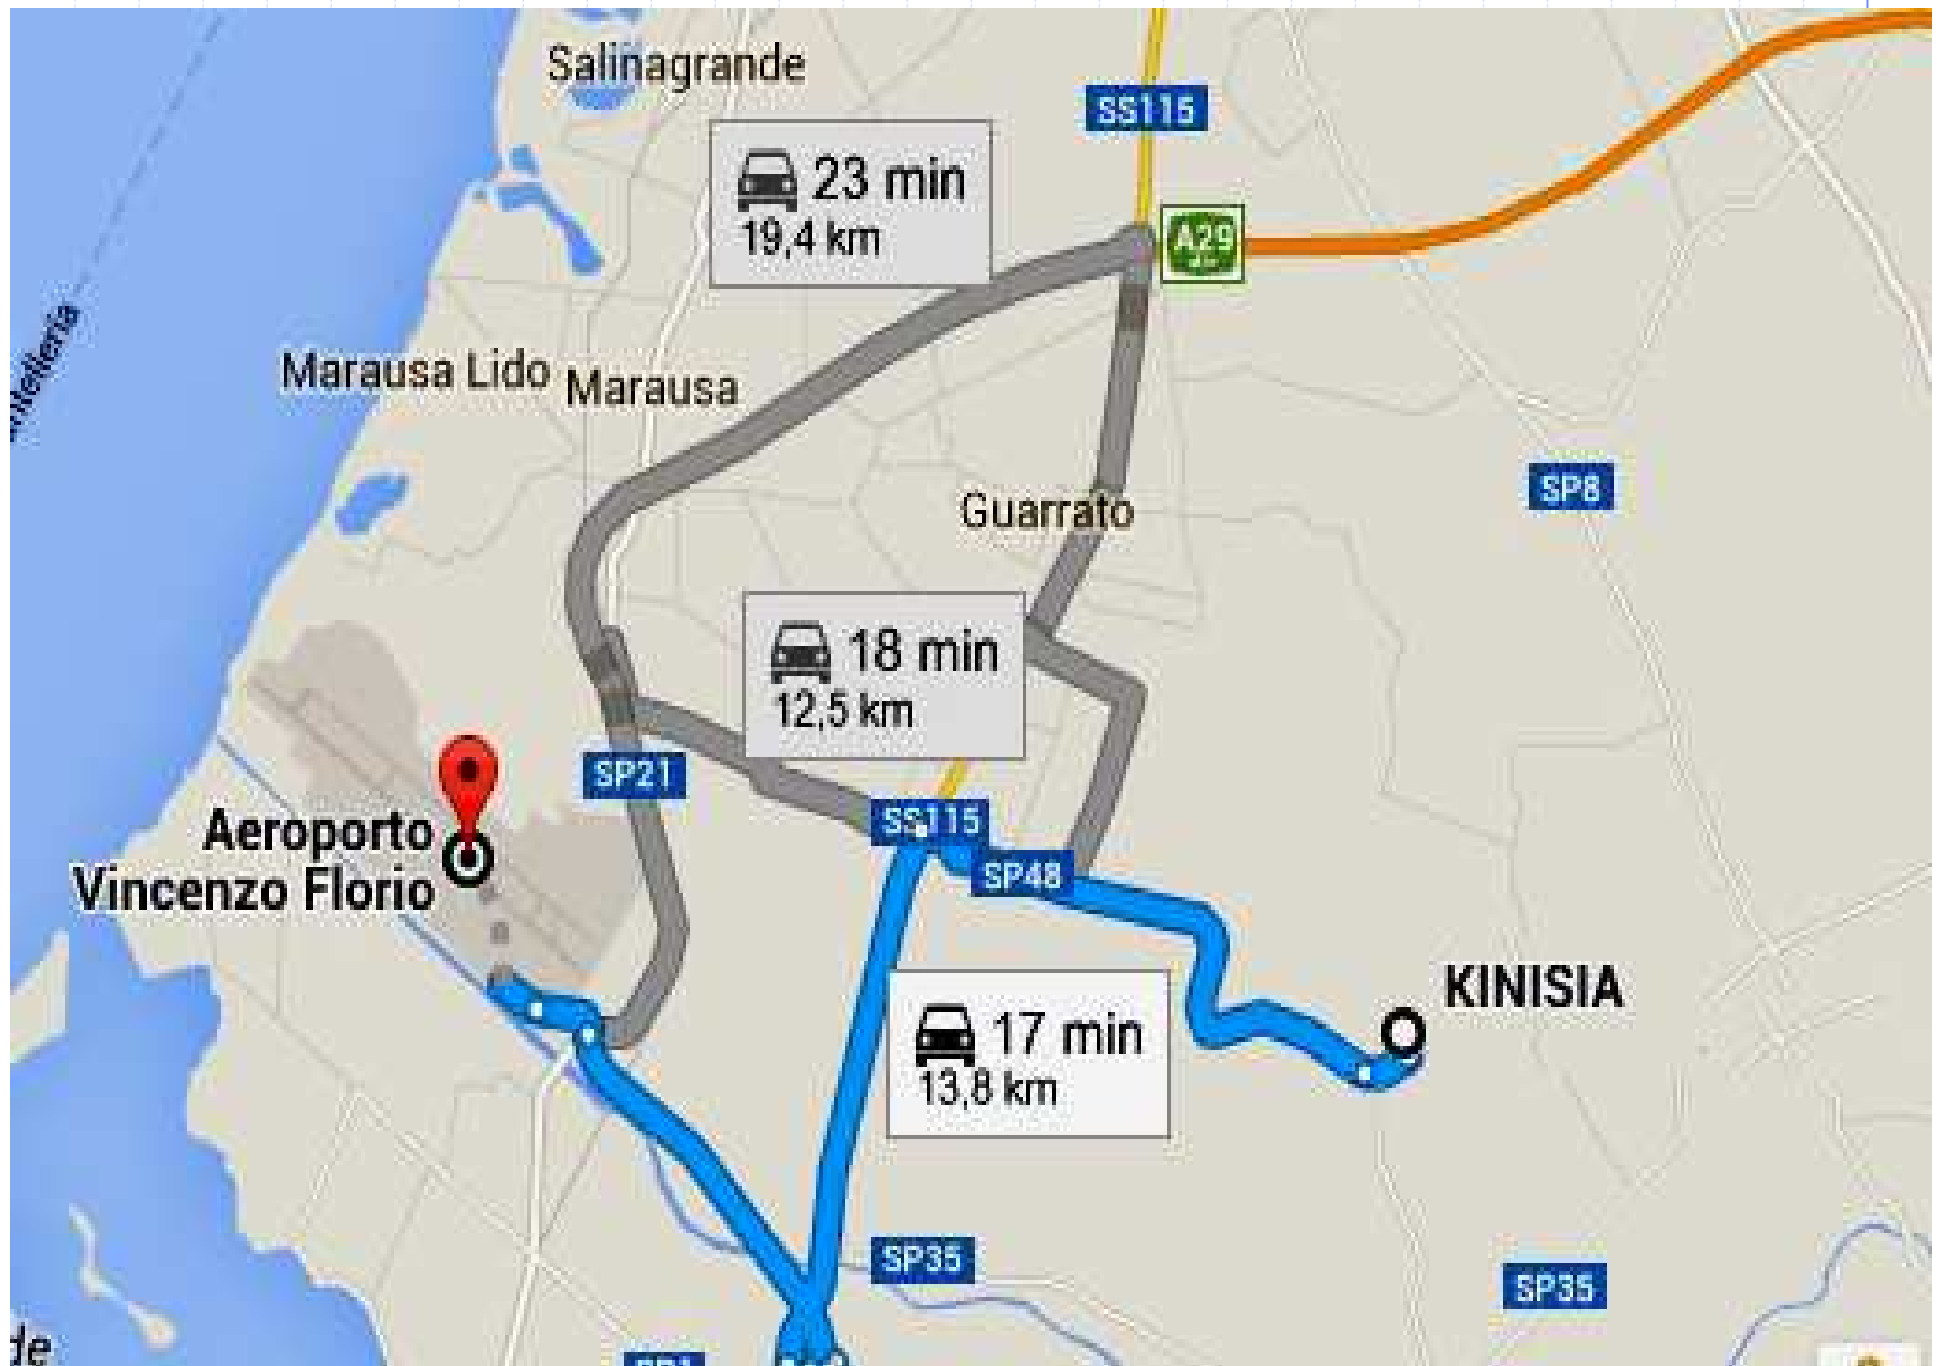 Salinagrande
SS115
23 min
19,4 km
A29
Marausa Lido
Marausa
SP8
Guarrato
18 min
12,5 km
SP21
SS115
Aeroporto
Vincenzo Florio
SP48
KINISIA
17 min
13,8 km
SP35
SP35